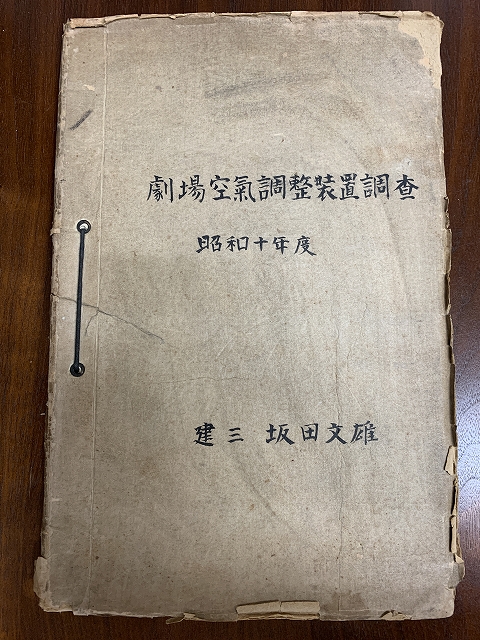 劇場空氣調整裝置調査
昭和十年度
建三 坂田文雄